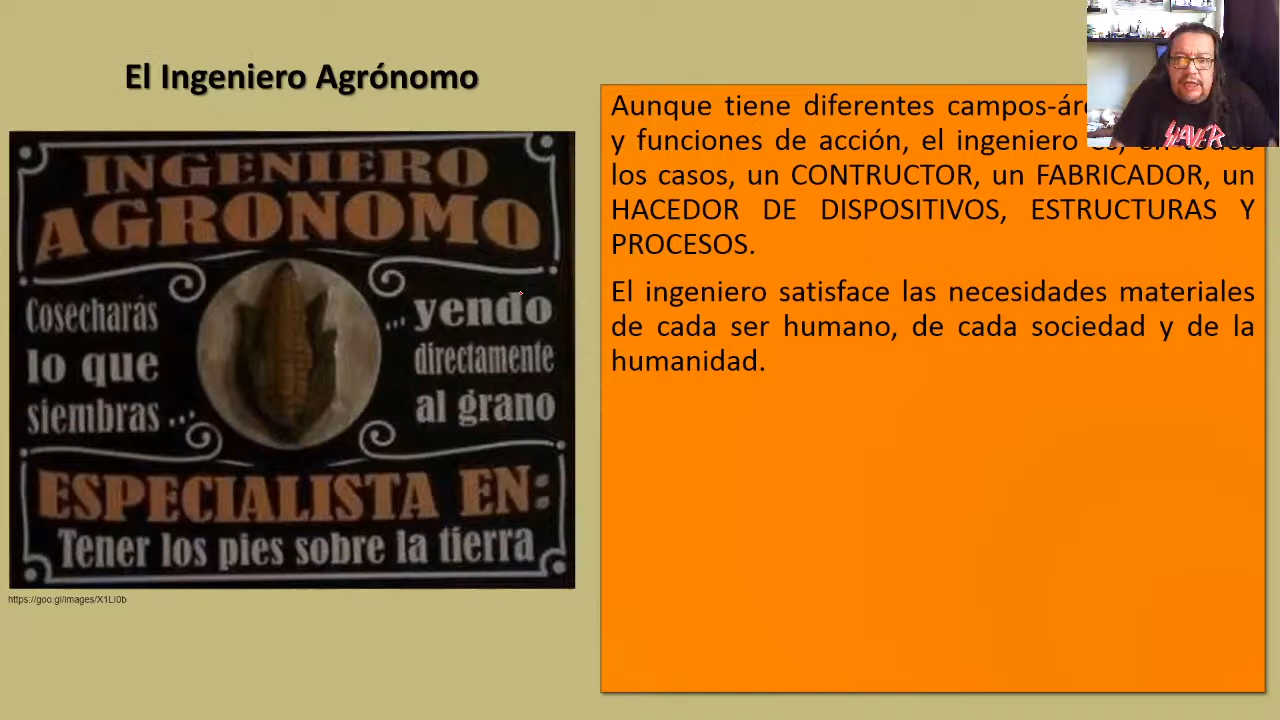 El Ingeniero Agrónomo
INGENIERO
AGRONOMO
Cosecharás
lo que
siembras ...
... yendo
directamente
al grano
ESPECIALISTA EN:
Tener los pies sobre la tierra
https://goo.gl/images/X1LI0b
Aunque tiene diferentes
y funciones de acción, el ingeniero
los casos, un CONTRUCTOR, un FABRICADOR, un
HACEDOR DE DISPOSITIVOS, ESTRUCTURAS Y
PROCESOS.
El ingeniero satisface las necesidades materiales
de cada ser humano, de cada sociedad y de la
humanidad.
SLAYER